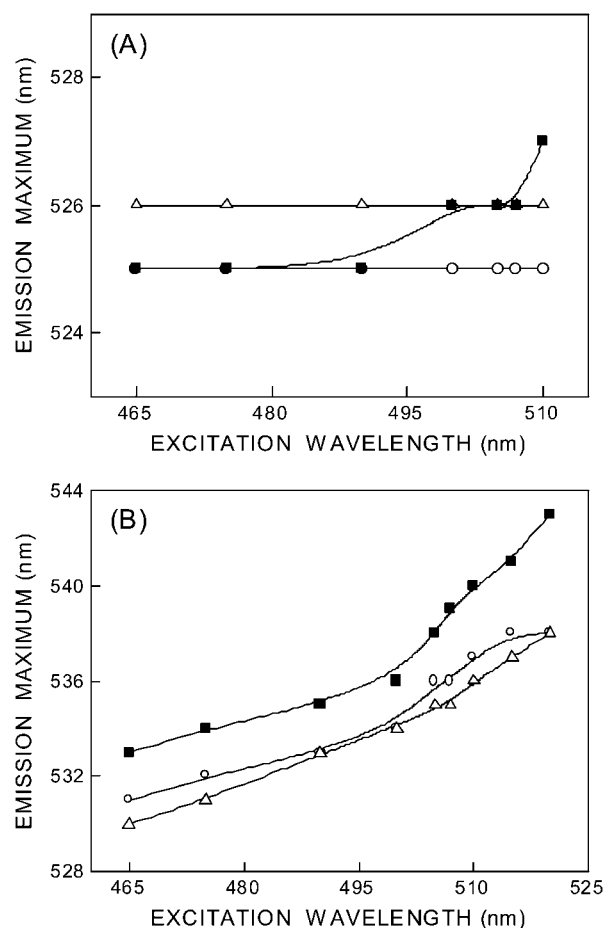 (A)
EMISSION MAXIMUM (nm)
528
526
524
465 480 495 510
EXCITATION WAVELENGTH (nm)
(B)
EMISSION MAXIMUM (nm)
544
540
536
532
528
465 480 495 510 525
EXCITATION WAVELENGTH (nm)